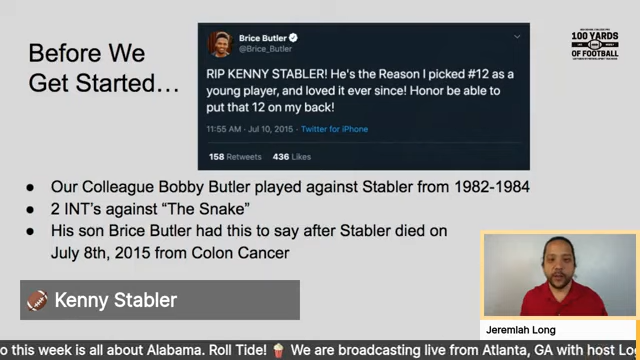 Before We
Get Started…
Brice Butler
@Brice_Butler
RIP KENNY STABLER! He's the Reason I picked #12 as a
young player, and loved it ever since! Honor be able to
put that 12 on my back!
11:55 AM · Jul 10, 2015 · Twitter for iPhone
158 Retweets 436 Likes
100 YARDS
OF FOOTBALL
● Our Colleague Bobby Butler played against Stabler from 1982-1984
● 2 INT's against “The Snake”
● His son Brice Butler had this to say after Stabler died on
July 8th, 2015 from Colon Cancer
🏈 Kenny Stabler
Jeremiah Long
o this week is all about Alabama. Roll Tide! 🍿 We are broadcasting live from Atlanta, GA with host Lo